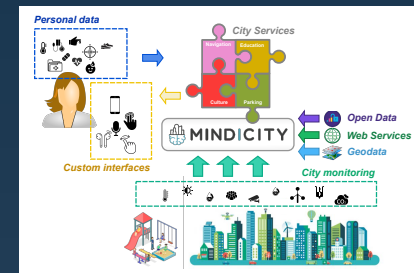 Personal data
City Services
Navigation
Education
Culture
Parking
MINDICITY
Open Data
Web Services
Geodata
Custom interfaces
City monitoring